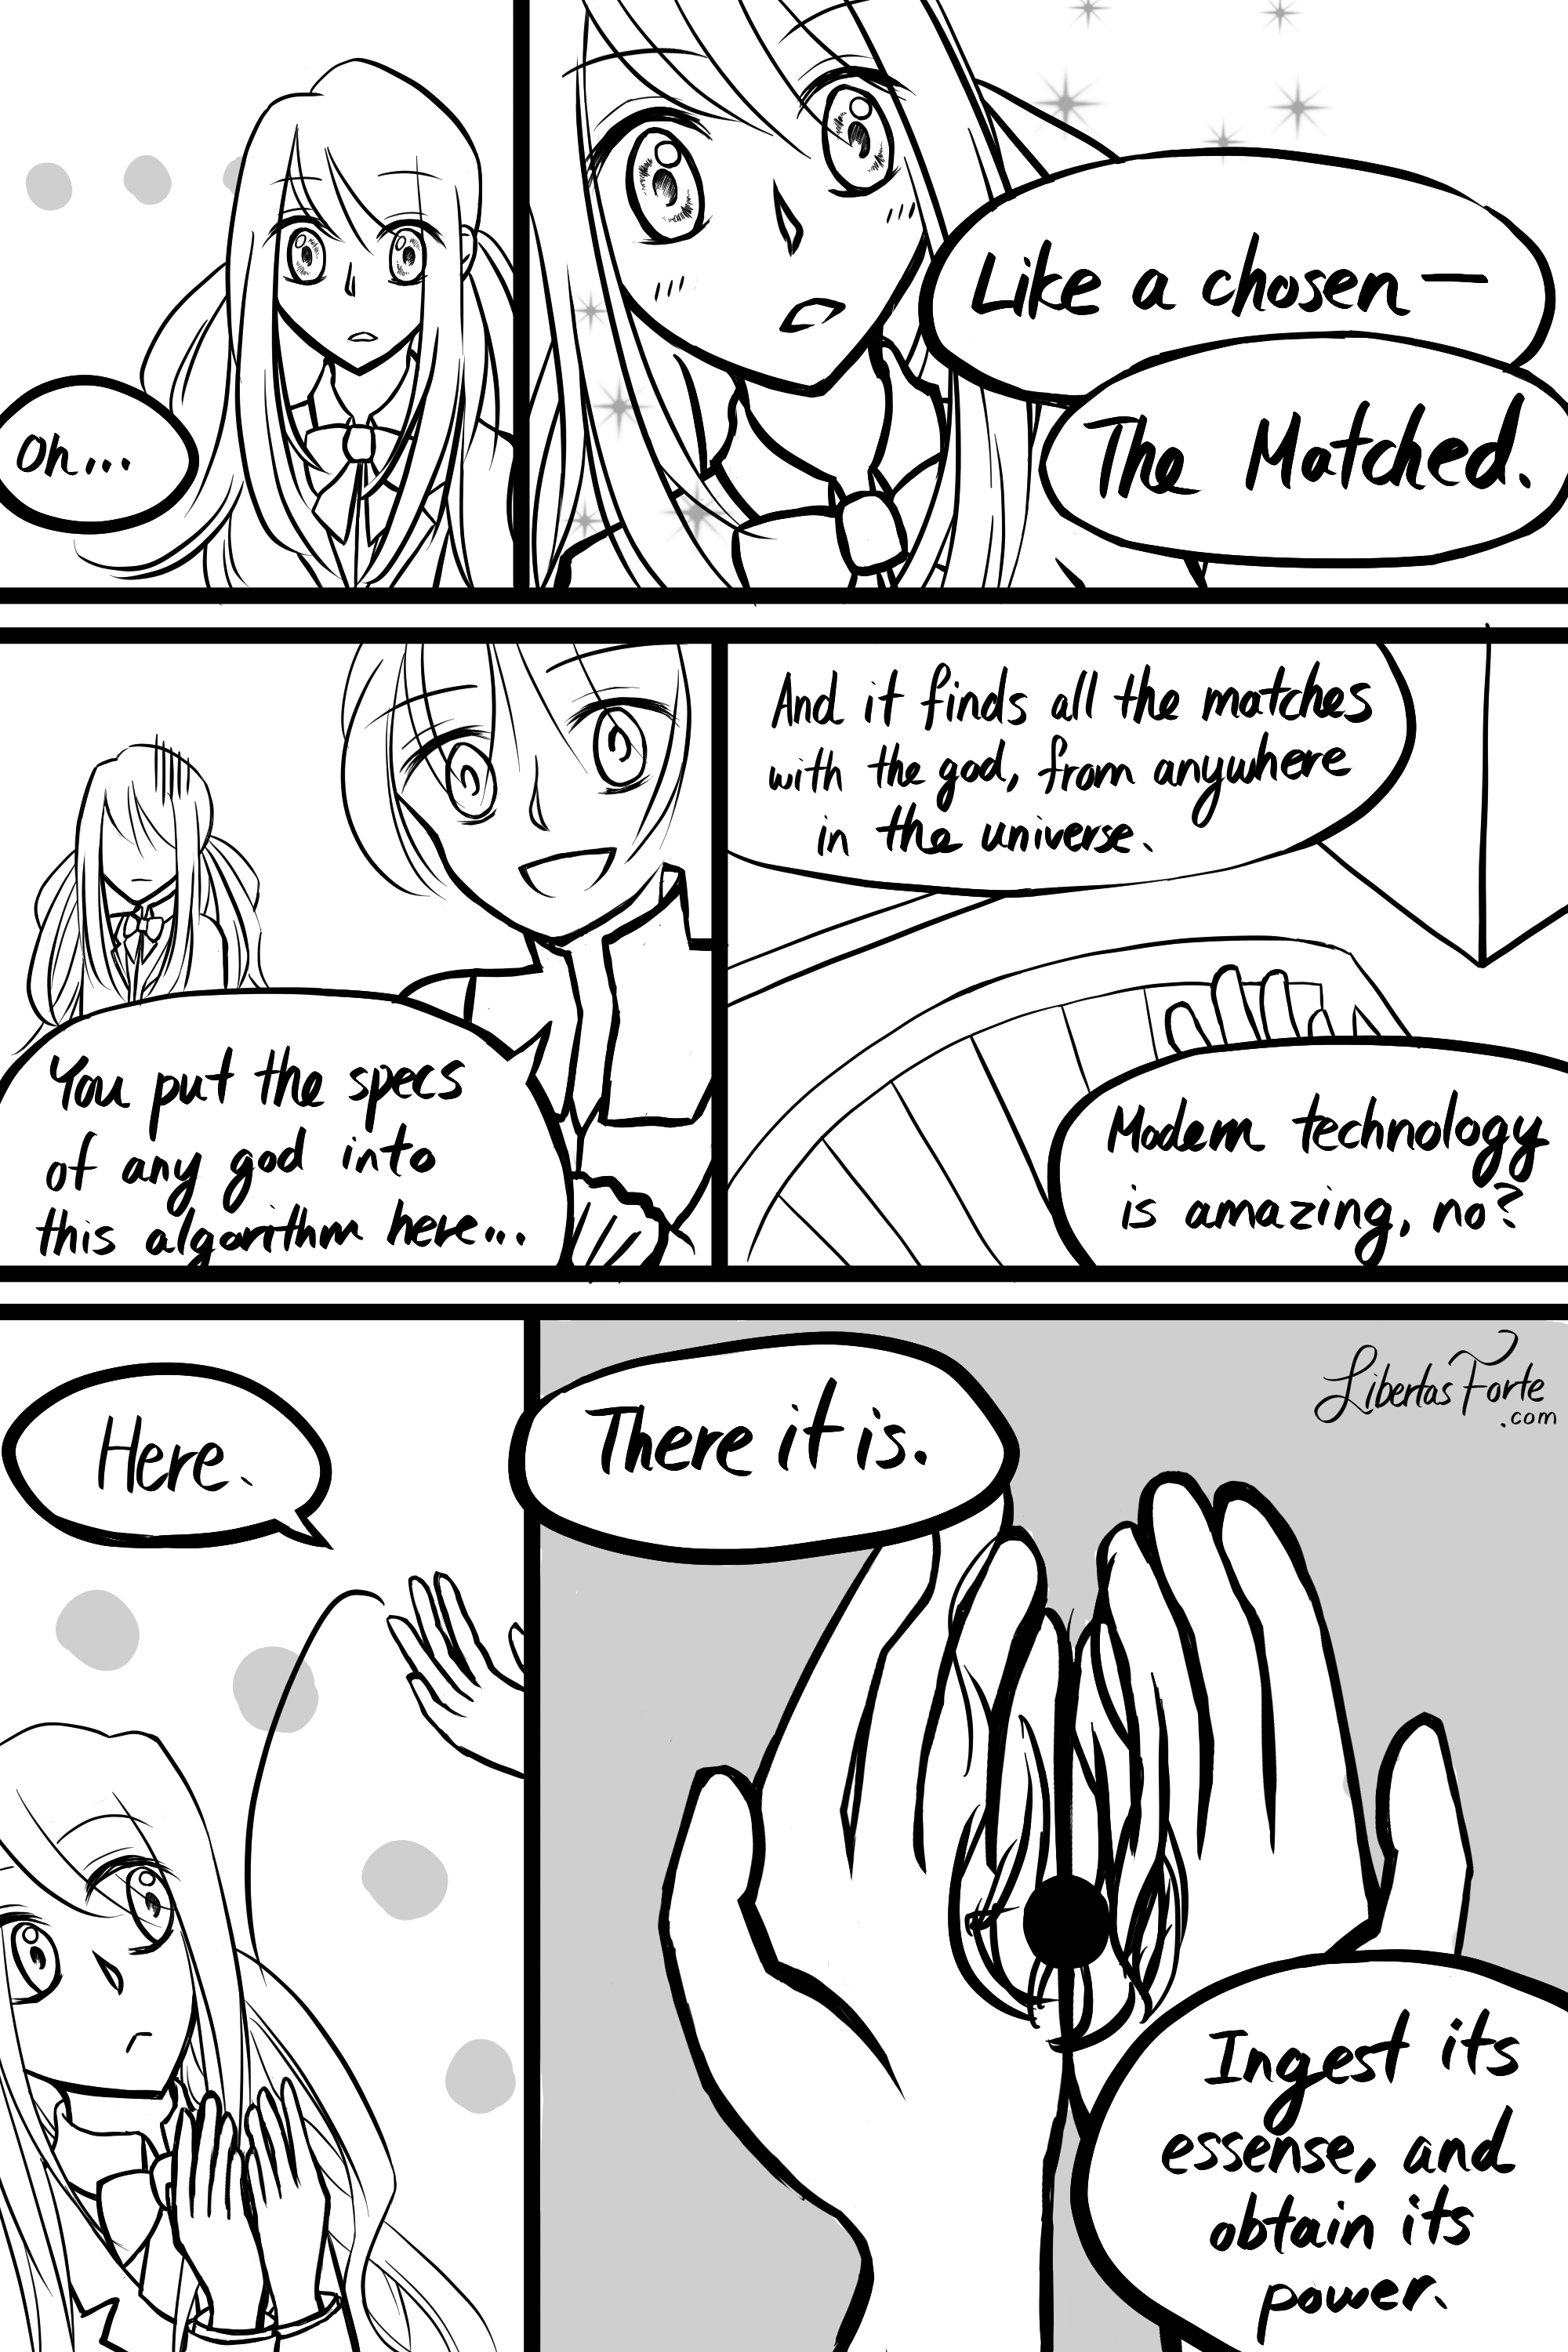 Oh...
Like a chosen —
The Matched.
You put the specs
of any god into
this algorithm here...
And it finds all the matches
with the god, from anywhere
in the universe.
Modern technology
is amazing, no?
Here.
There it is.
Libertas Forte
.com
Ingest its
essense, and
obtain its
power.